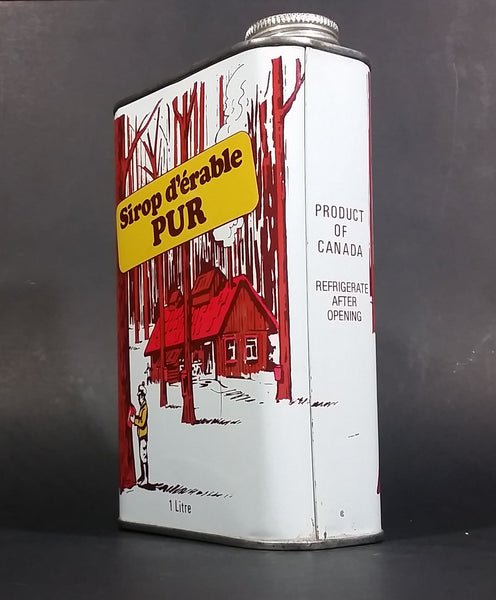 Sirop d'érable
PUR
1 Litre
PRODUCT
OF
CANADA
REFRIGERATE
AFTER
OPENING